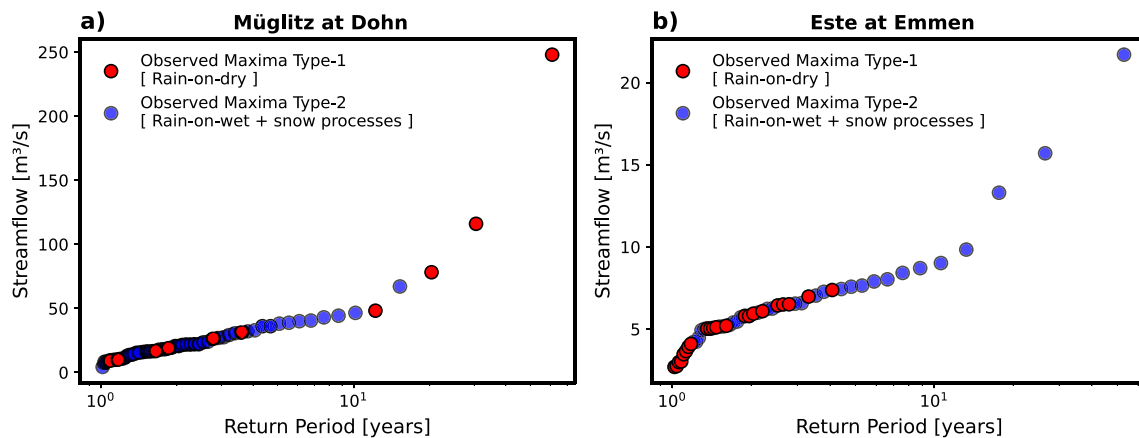 a)
Müglitz at Dohn
Observed Maxima Type-1
[ Rain-on-dry ]
Observed Maxima Type-2
[ Rain-on-wet + snow processes ]
250
200
150
100
50
0
Streamflow [m³/s]
10⁰
10¹
Return Period [years]
b)
Este at Emmen
Observed Maxima Type-1
[ Rain-on-dry ]
Observed Maxima Type-2
[ Rain-on-wet + snow processes ]
20
15
10
5
0
Streamflow [m³/s]
10⁰
10¹
Return Period [years]